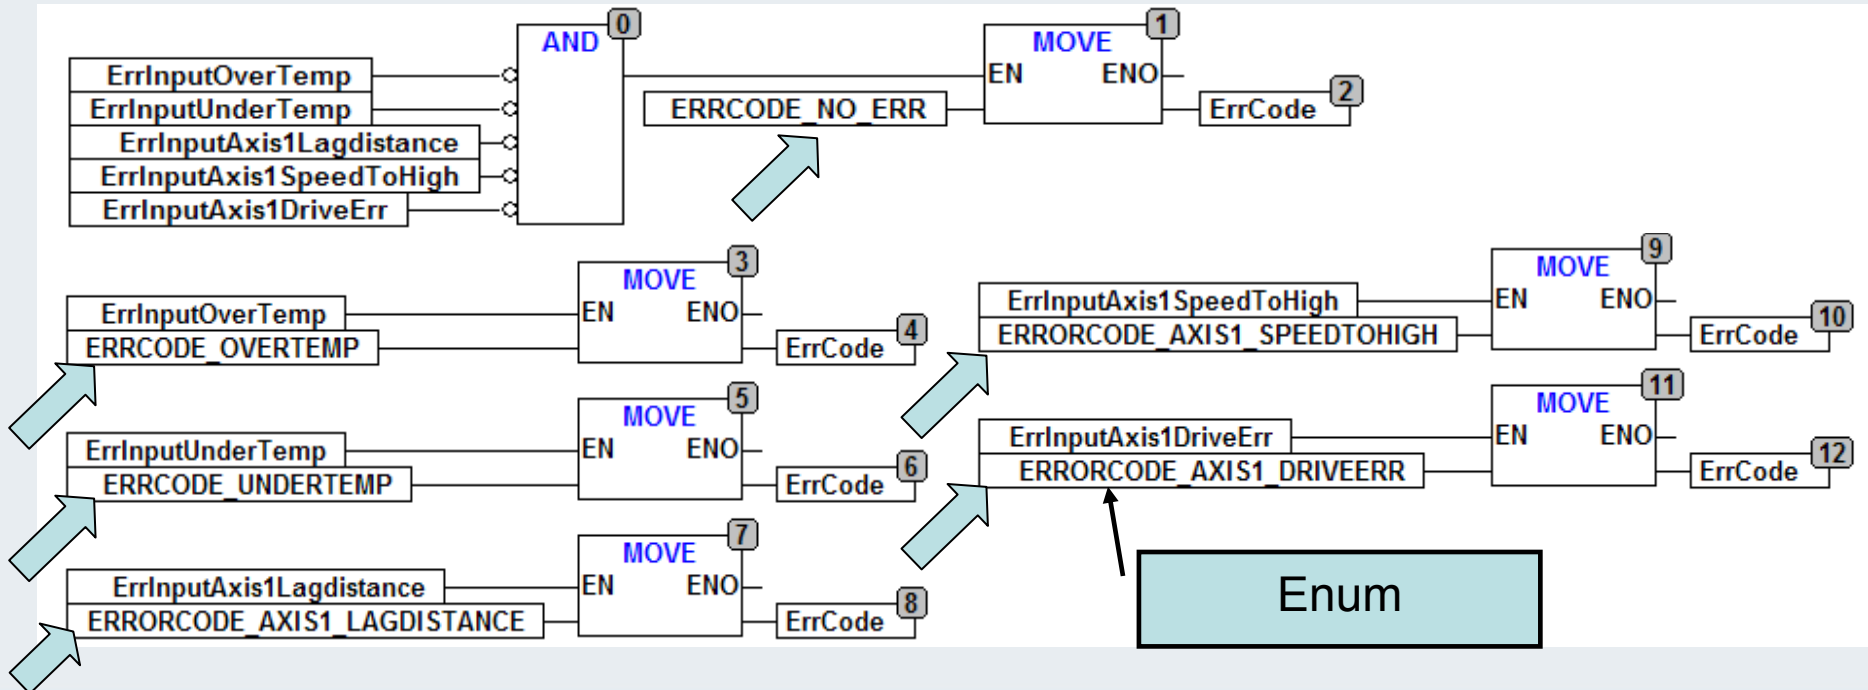 0
AND
1
MOVE
ErrInputOverTemp
EN ENO
2
ErrInputUnderTemp
ERRCODE_NO_ERR
ErrCode
ErrInputAxis1Lagdistance
ErrInputAxis1SpeedToHigh
ErrInputAxis1DriveErr
3
MOVE
ErrInputOverTemp
EN ENO
4
ERRCODE_OVERTEMP
ErrCode
5
MOVE
ErrInputUnderTemp
EN ENO
6
ERRCODE_UNDERTEMP
ErrCode
7
MOVE
ErrInputAxis1Lagdistance
EN ENO
8
ERRORCODE_AXIS1_LAGDISTANCE
ErrCode
9
MOVE
ErrInputAxis1SpeedToHigh
EN ENO
10
ERRORCODE_AXIS1_SPEEDTOHIGH
ErrCode
11
MOVE
ErrInputAxis1DriveErr
EN ENO
12
ERRORCODE_AXIS1_DRIVEERR
ErrCode
Enum